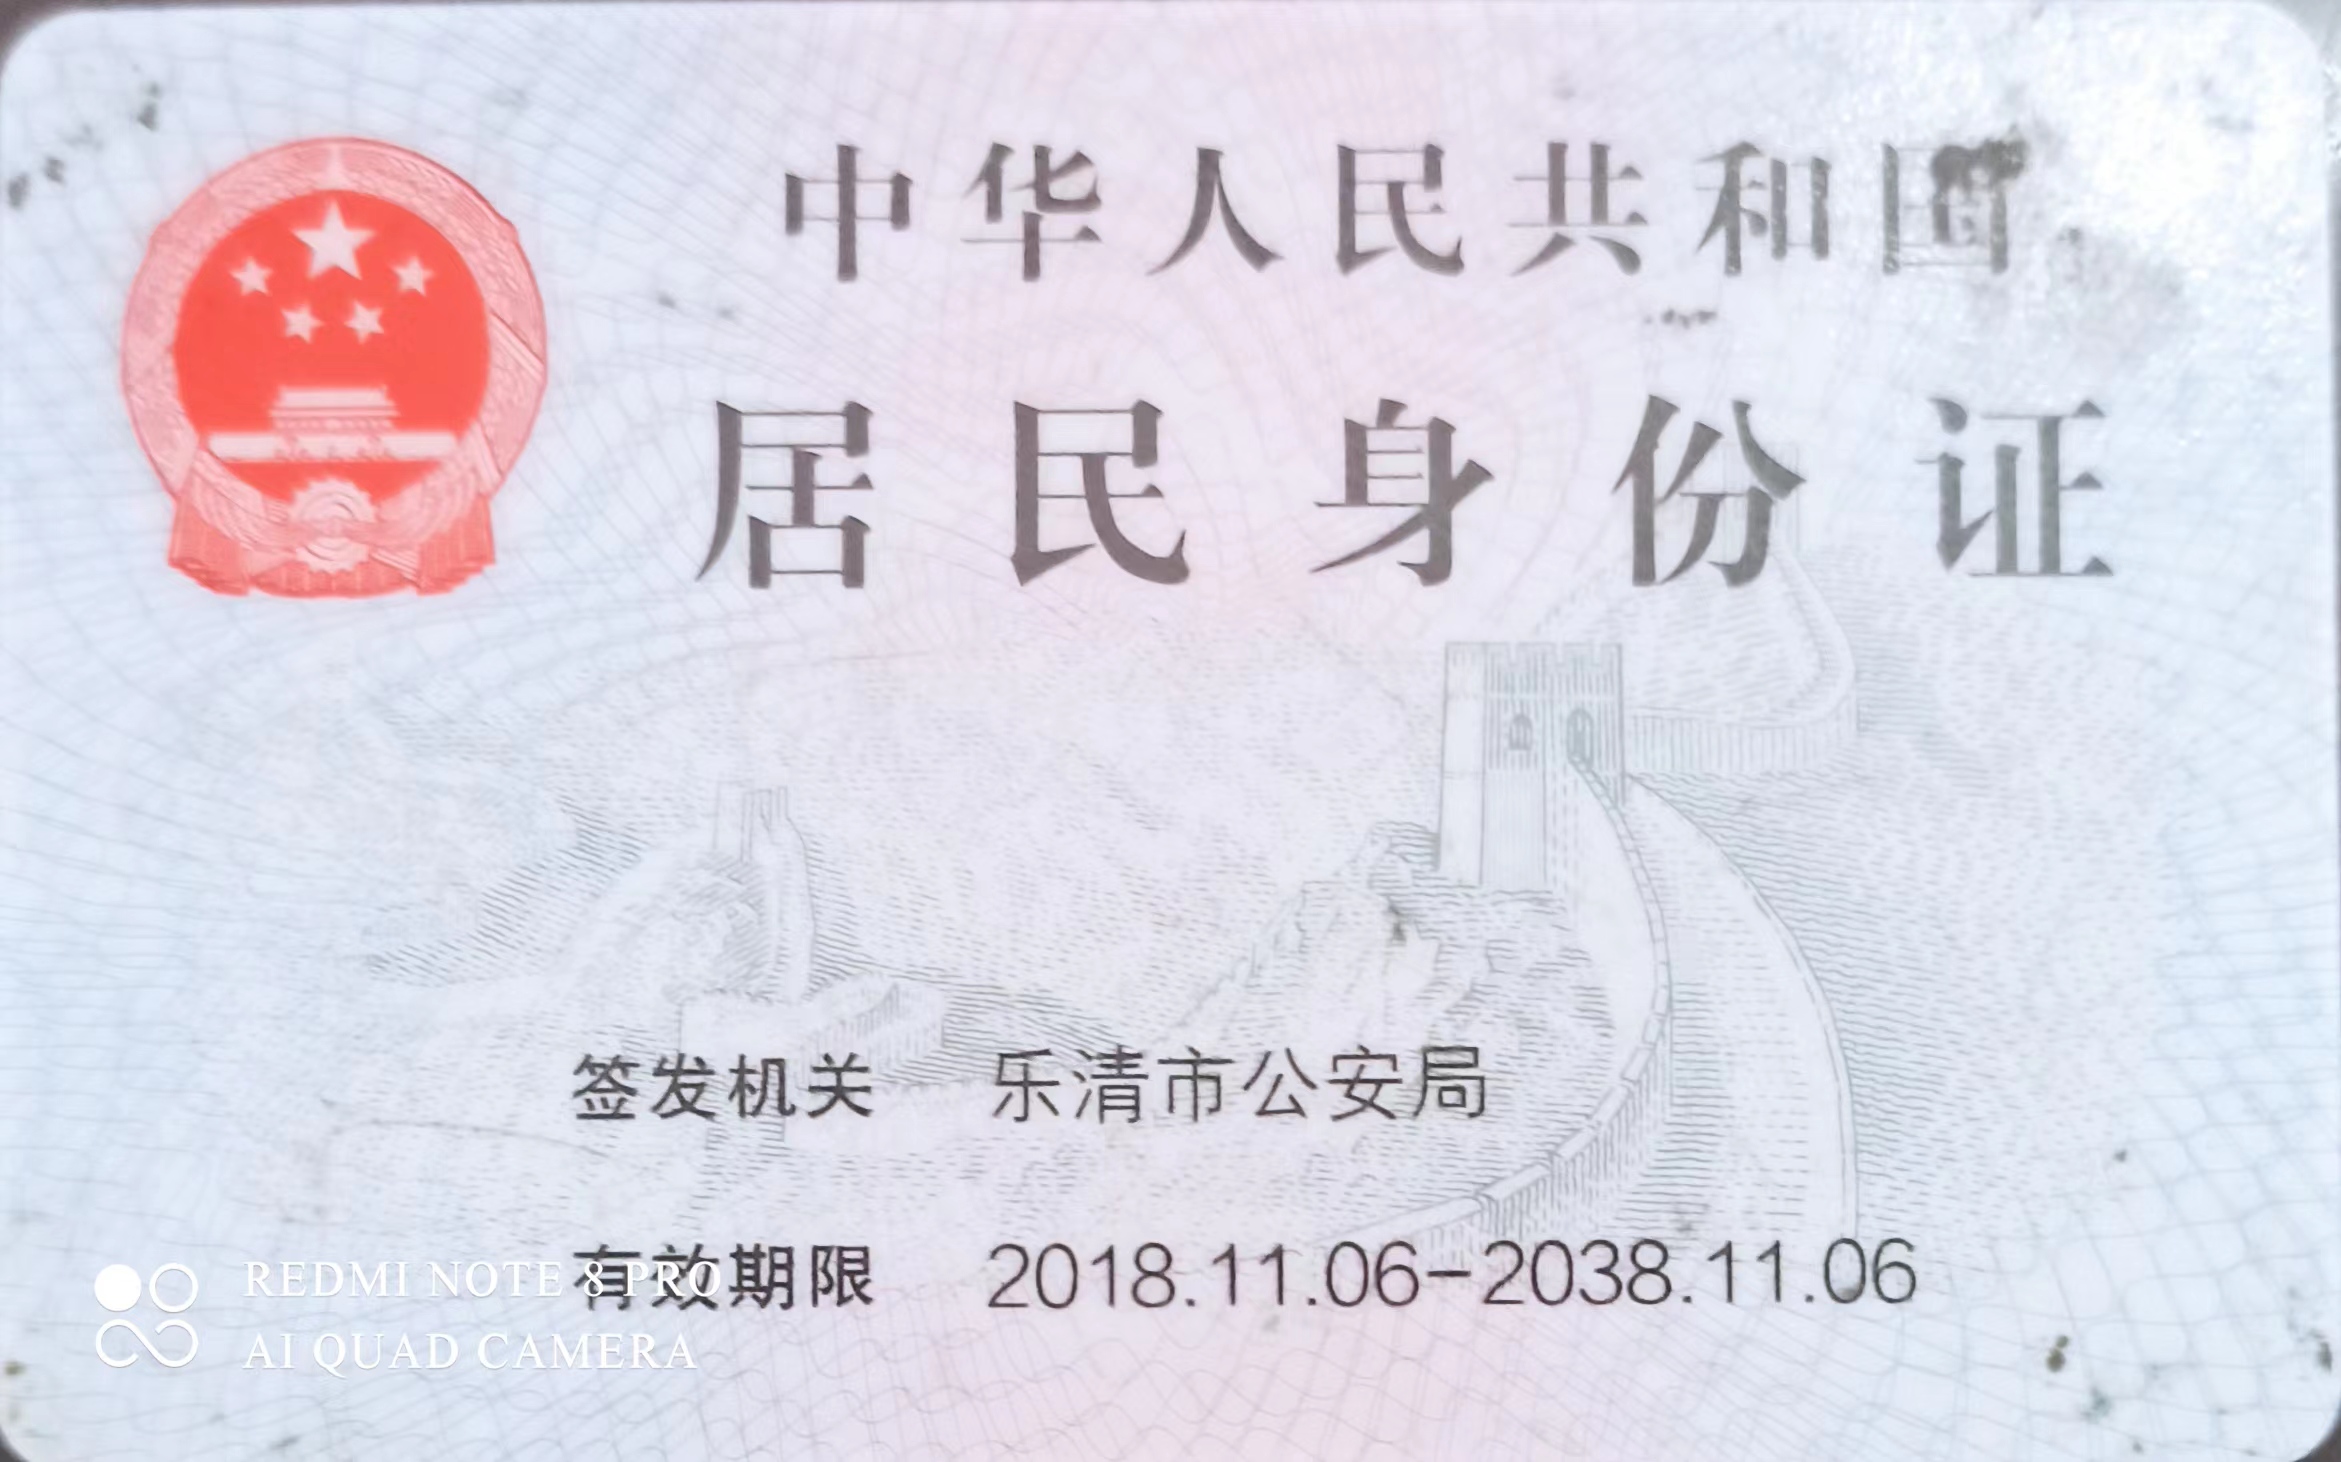 中华人民共和国
居民身份证
签发机关 乐清市公安局
有效期限 2018.11.06-2038.11.06
REDMI NOTE 8 PRO
AI QUAD CAMERA